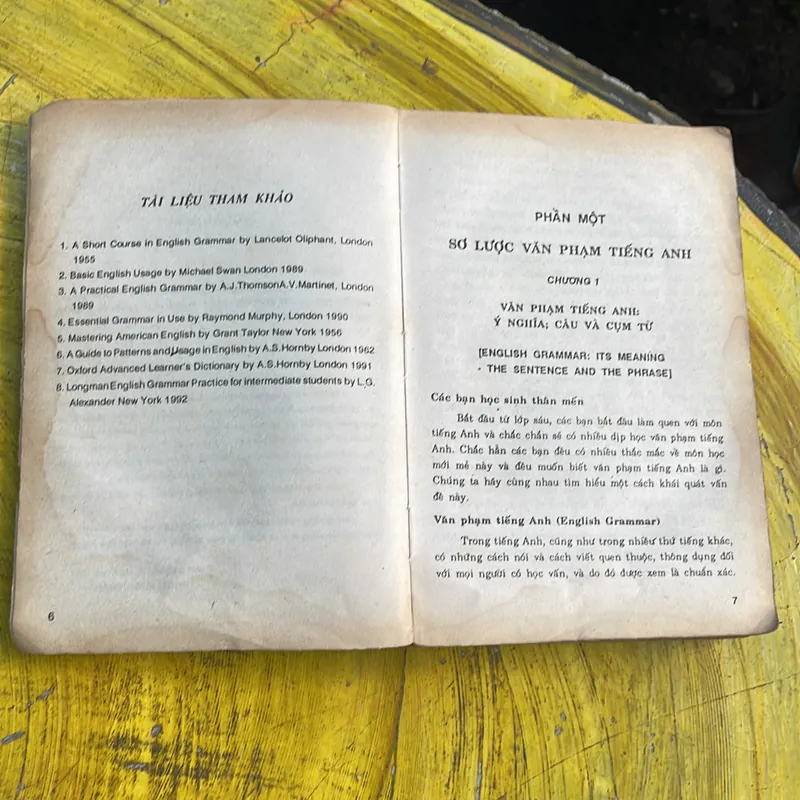 TÀI LIỆU THAM KHẢO
1. A Short Course in English Grammar by Lancelot Oliphant, London
1955
2. Basic English Usage by Michael Swan London 1989
3. A Practical English Grammar by A.J.ThomsonA.V.Martinet, London
1989
4. Essential Grammar in Use by Raymond Murphy, London 1990
5. Mastering American English by Grant Taylor New York 1956
6. A Guide to Patterns and Usage in English by A.S.Hornby London 1962
7. Oxford Advanced Learner's Dictionary by A.S.Hornby London 1991
8. Longman English Grammar Practice for intermediate students by L.G.
Alexander New York 1992
6
PHẦN MỘT
SƠ LƯỢC VĂN PHẠM TIẾNG ANH
CHƯƠNG 1
VĂN PHẠM TIẾNG ANH:
Ý NGHĨA; CÂU VÀ CỤM TỪ
[ENGLISH GRAMMAR: ITS MEANING
- THE SENTENCE AND THE PHRASE]
Các bạn học sinh thân mến
Bắt đầu từ lớp sáu, các bạn bắt đầu làm quen với môn
tiếng Anh và chắc chắn sẽ có nhiều dịp học văn phạm tiếng
Anh. Chắc hẳn các bạn đều có nhiều thắc mắc về môn học
mới mẻ này và đều muốn biết văn phạm tiếng Anh là gì.
Chúng ta hãy cùng nhau tìm hiểu một cách khái quát vấn
đề này.
Văn phạm tiếng Anh (English Grammar)
Trong tiếng Anh, cũng như trong nhiều thứ tiếng khác,
có những cách nói và cách viết quen thuộc, thông dụng đối
với mọi người có học vấn, và do đó được xem là chuẩn xác.
7